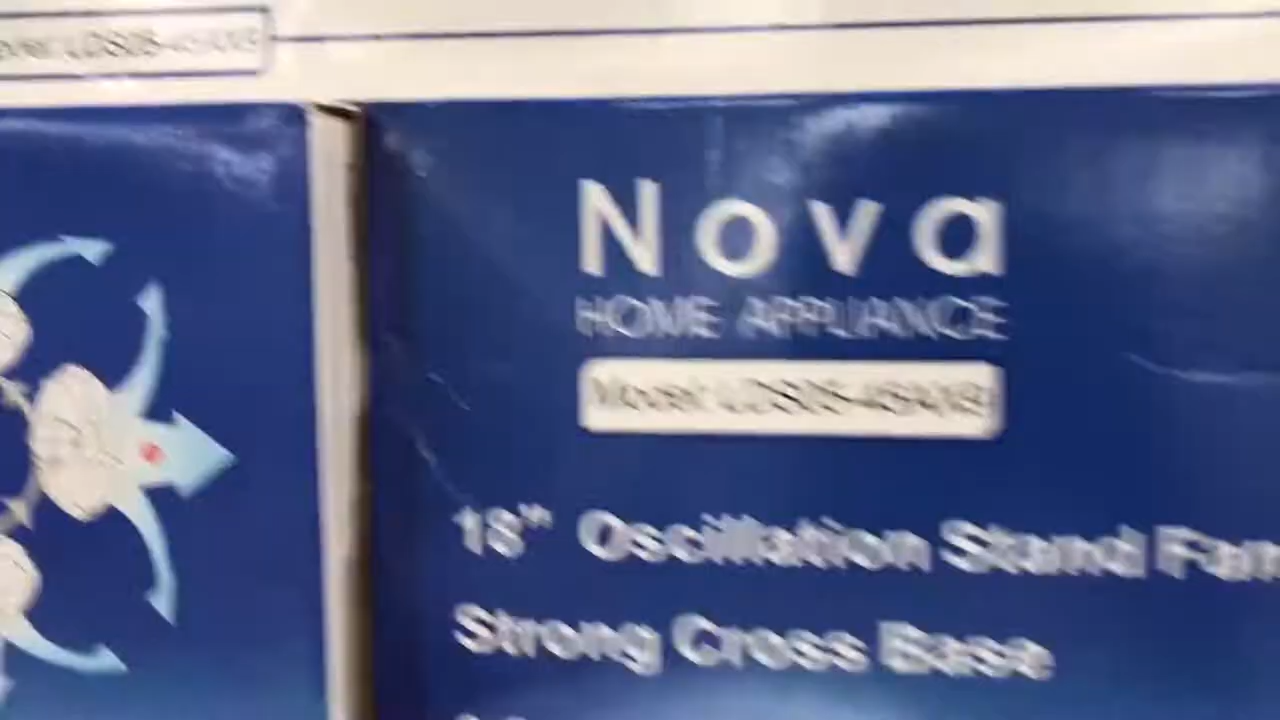 Nova
HOME APPLIANCE
18" Oscillation Stand Fan
Strong Cross Base